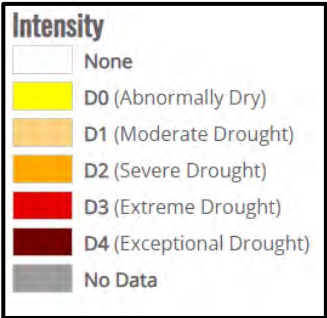 Intensity
None
D0 (Abnormally Dry)
D1 (Moderate Drought)
D2 (Severe Drought)
D3 (Extreme Drought)
D4 (Exceptional Drought)
No Data